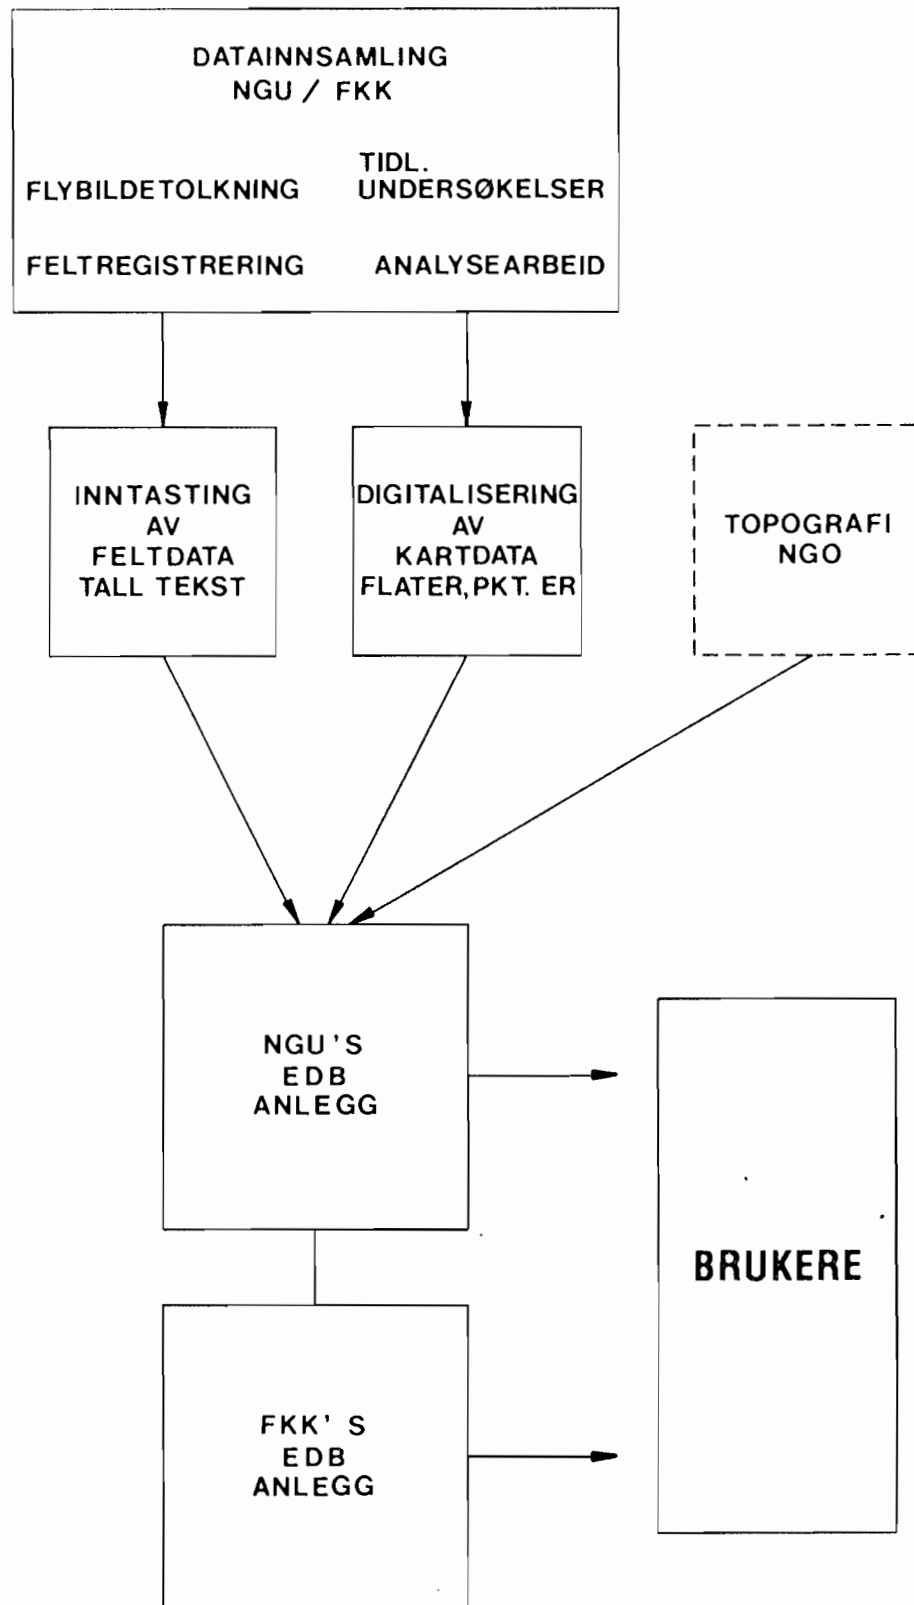 DATAINNSAMLING
NGU / FKK
FLYBILDETOLKNING
TIDL.
UNDERSØKELSER
FELTREGISTRERING
ANALYSEARBEID
INNTASTING
AV
FELTDATA
TALL TEKST
DIGITALISERING
AV
KARTDATA
FLATER, PKT. ER
TOPOGRAFI
NGO
NGU'S
EDB
ANLEGG
BRUKERE
FKK' S
EDB
ANLEGG